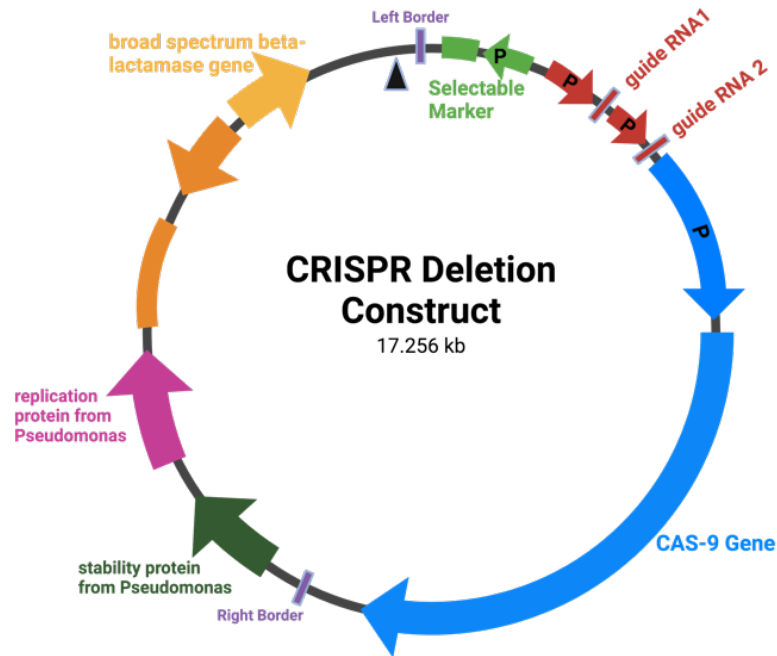 Left Border
broad spectrum beta-
lactamase gene
P
Selectable
Marker
P
guide RNA1
P
guide RNA 2
P
CRISPR Deletion
Construct
17.256 kb
replication
protein from
Pseudomonas
CAS-9 Gene
stability protein
from Pseudomonas
Right Border